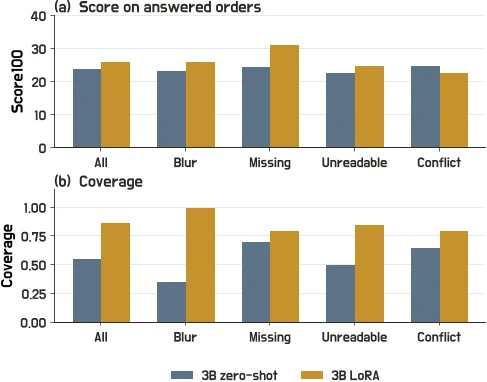 (a) Score on answered orders
Score100
40
30
20
10
0
All Blur Missing Unreadable Conflict
(b) Coverage
Coverage
1.00
0.75
0.50
0.25
0.00
All Blur Missing Unreadable Conflict
3B zero-shot 3B LoRA